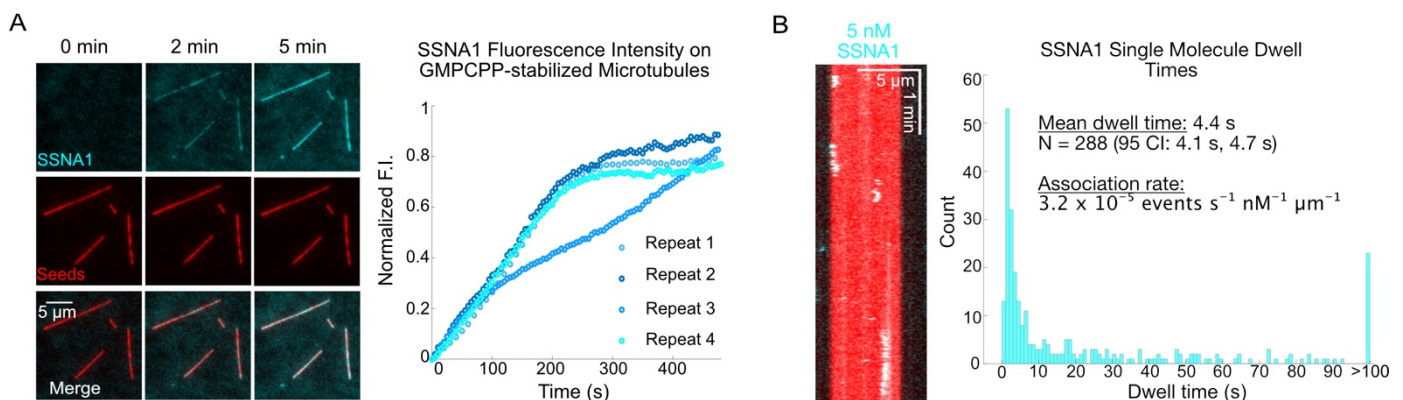 A
0 min 2 min 5 min
SSNA1
Seeds
5 µm
Merge
SSNA1 Fluorescence Intensity on
GMPCPP-stabilized Microtubules
Normalized F.I.
1
0.8
0.6
0.4
0.2
0
0 100 200 300 400
Time (s)
Repeat 1
Repeat 2
Repeat 3
Repeat 4
B
5 nM
SSNA1
5 µm
1 min
SSNA1 Single Molecule Dwell
Times
Count
60
50
40
30
20
10
0
0 10 20 30 40 50 60 70 80 90 >100
Dwell time (s)
Mean dwell time: 4.4 s
N = 288 (95 CI: 4.1 s, 4.7 s)
Association rate:
3.2 x 10⁻⁵ events s⁻¹ nM⁻¹ µm⁻¹